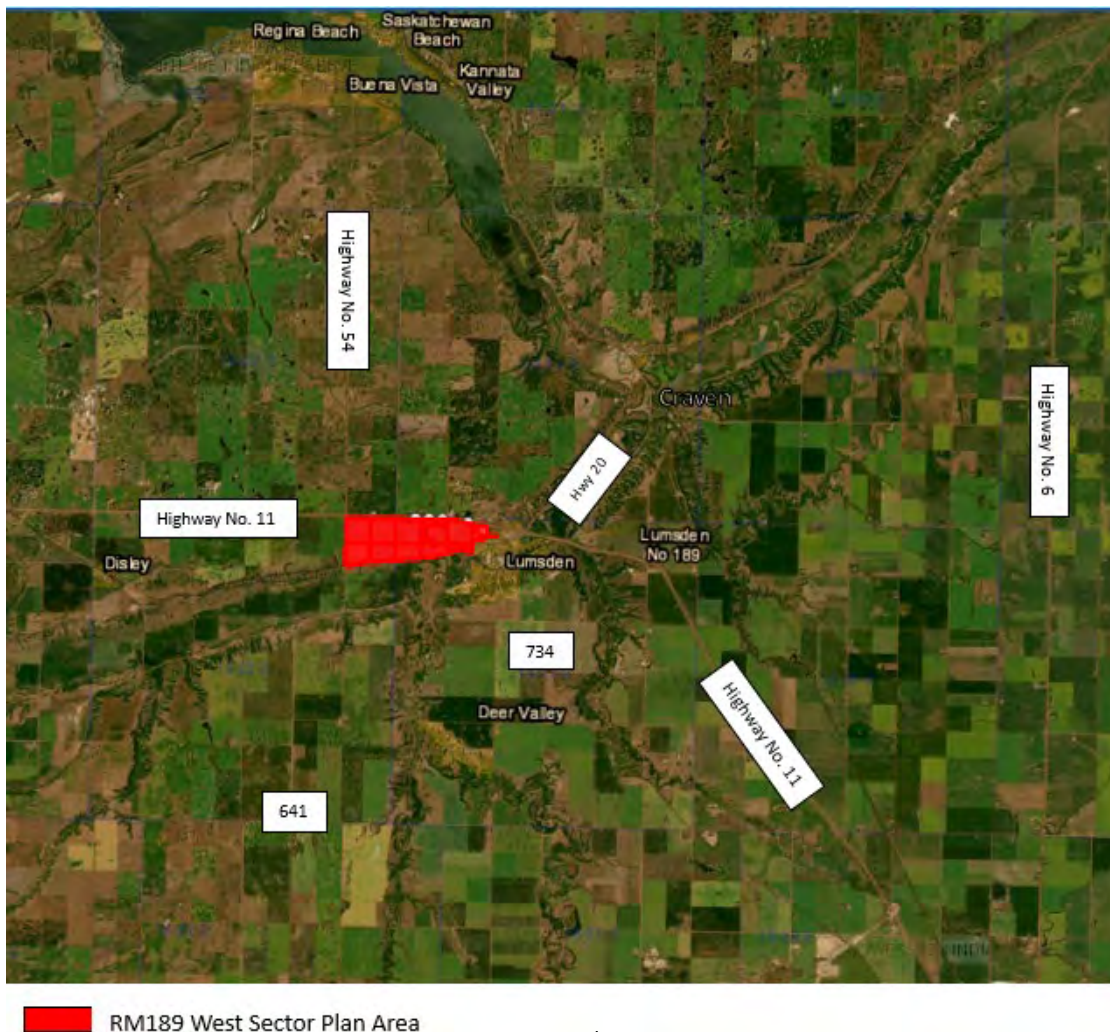 Regina Beach
Saskatchewan
Beach
Kannata
Valley
Buena Vista
Highway No. 54
Craven
Highway No. 6
Hwy 20
Highway No. 11
Disley
Lumsden
Lumsden
No 189
734
Deer Valley
Highway No. 11
641
RM189 West Sector Plan Area